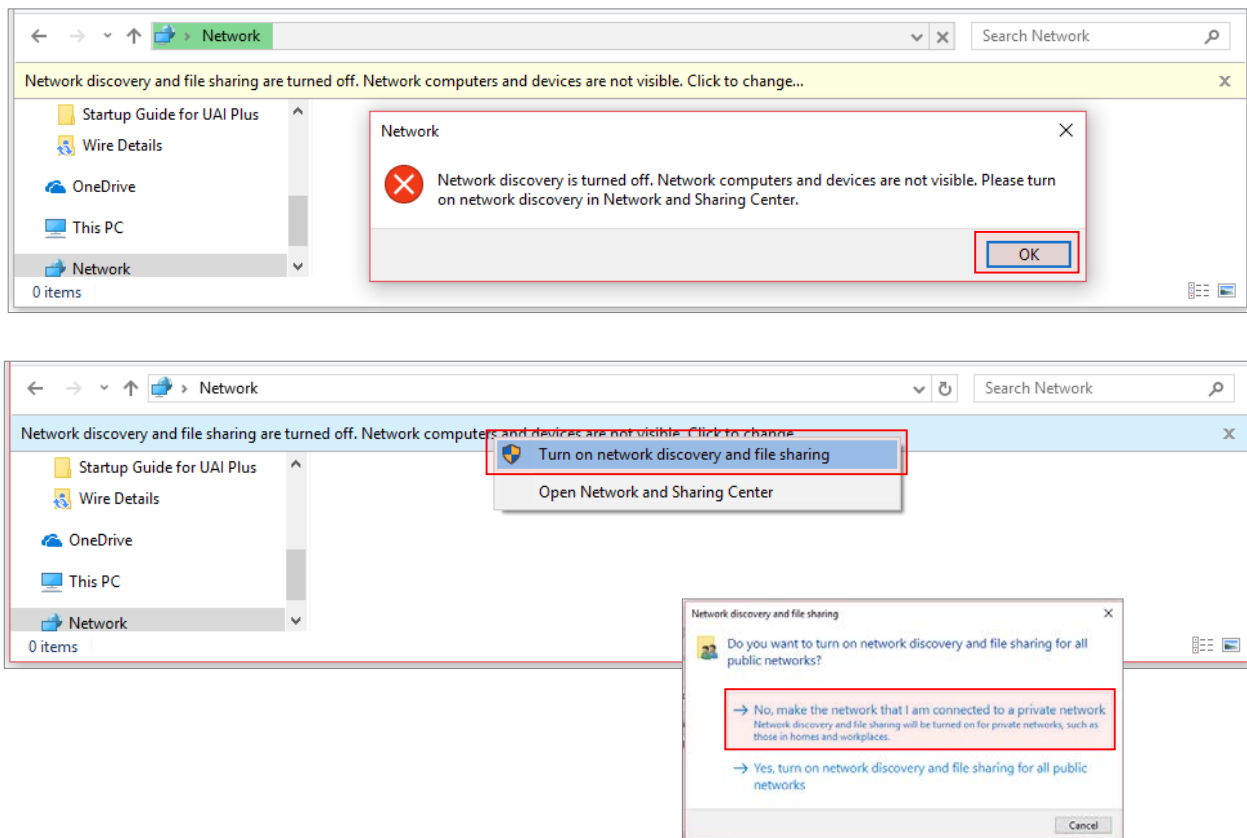 Network
Search Network
Network discovery and file sharing are turned off. Network computers and devices are not visible. Click to change...
Startup Guide for UAI Plus
Wire Details
OneDrive
This PC
Network
0 items
Network
Network discovery is turned off. Network computers and devices are not visible. Please turn
on network discovery in Network and Sharing Center.
OK
Network
Search Network
Network discovery and file sharing are turned off. Network computers and devices are not visible. Click to change...
Turn on network discovery and file sharing
Open Network and Sharing Center
Startup Guide for UAI Plus
Wire Details
OneDrive
This PC
Network
0 items
Network discovery and file sharing
Do you want to turn on network discovery and file sharing for all
public networks?
No, make the network that I am connected to a private network
Network discovery and file sharing will be turned on for private networks, such as
those in homes and workplaces.
Yes, turn on network discovery and file sharing for all public
networks
Cancel